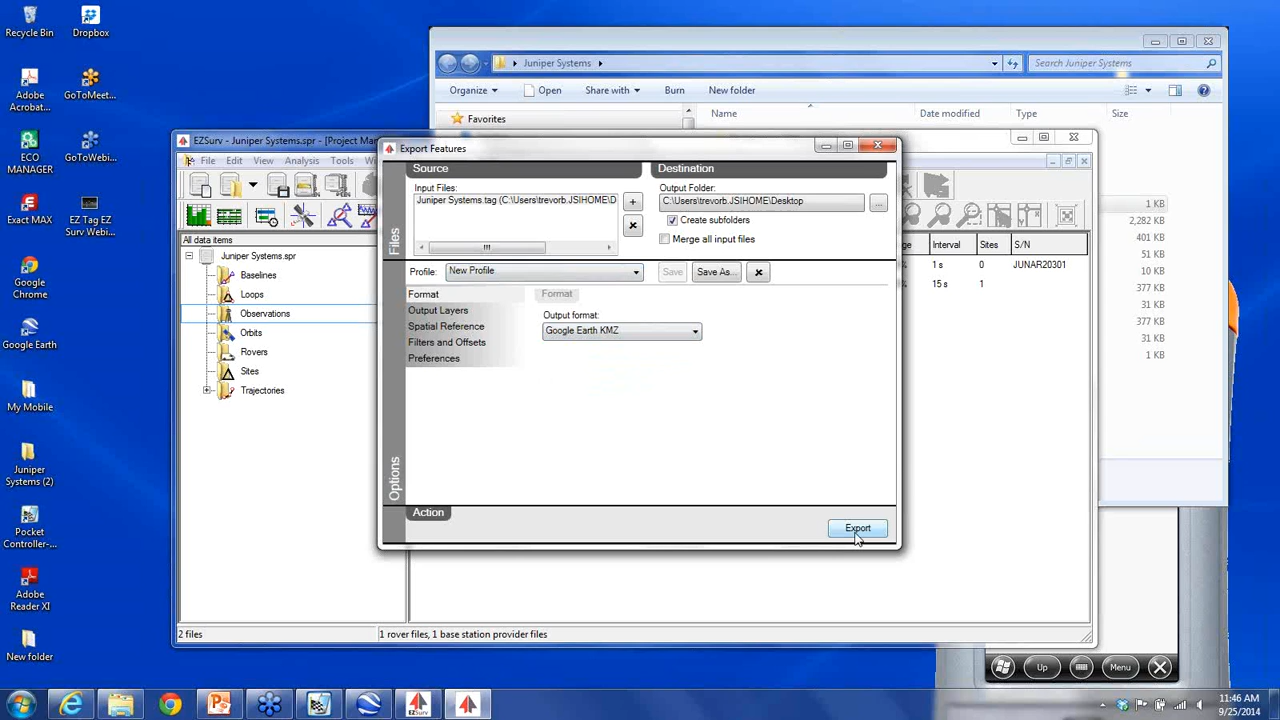 Recycle Bin
Dropbox
Adobe
Acrobat...
GoToMeet...
ECO
MANAGER
GoToWebi...
Exact MAX
EZ Tag EZ
Surv Webi...
Google
Chrome
Google Earth
My Mobile
Juniper
Systems (2)
Pocket
Controller-...
Adobe
Reader XI
New folder
Juniper Systems
Search Juniper Systems
Organize
Open
Share with
Burn
New folder
Favorites
Name
Date modified
Type
Size
1 KB
2,282 KB
401 KB
51 KB
10 KB
377 KB
321 KB
377 KB
1 KB
EZSurv - Juniper Systems.spr - [Project Man
File Edit View Analysis Tools
All data items
Juniper Systems.spr
Baselines
Loops
Observations
Orbits
Rovers
Sites
Trajectories
Interval Sites S/N
1 s 0 JUNAR20301
15 s 1
2 files
1 rover files, 1 base station provider files
Export Features
Source
Destination
Files
Input Files:
Juniper Systems.tag (C:\Users\trevorb.JSIHOME\D
Output Folder:
C:\Users\trevorb.JSIHOME\Desktop
...
Create subfolders
Merge all input files
Profile:
New Profile
Save
Save As...
Options
Format
Output Layers
Spatial Reference
Filters and Offsets
Preferences
Format
Output format:
Google Earth KMZ
Action
Export
Up
Menu
EZSurv
11:46 AM
9/25/2014